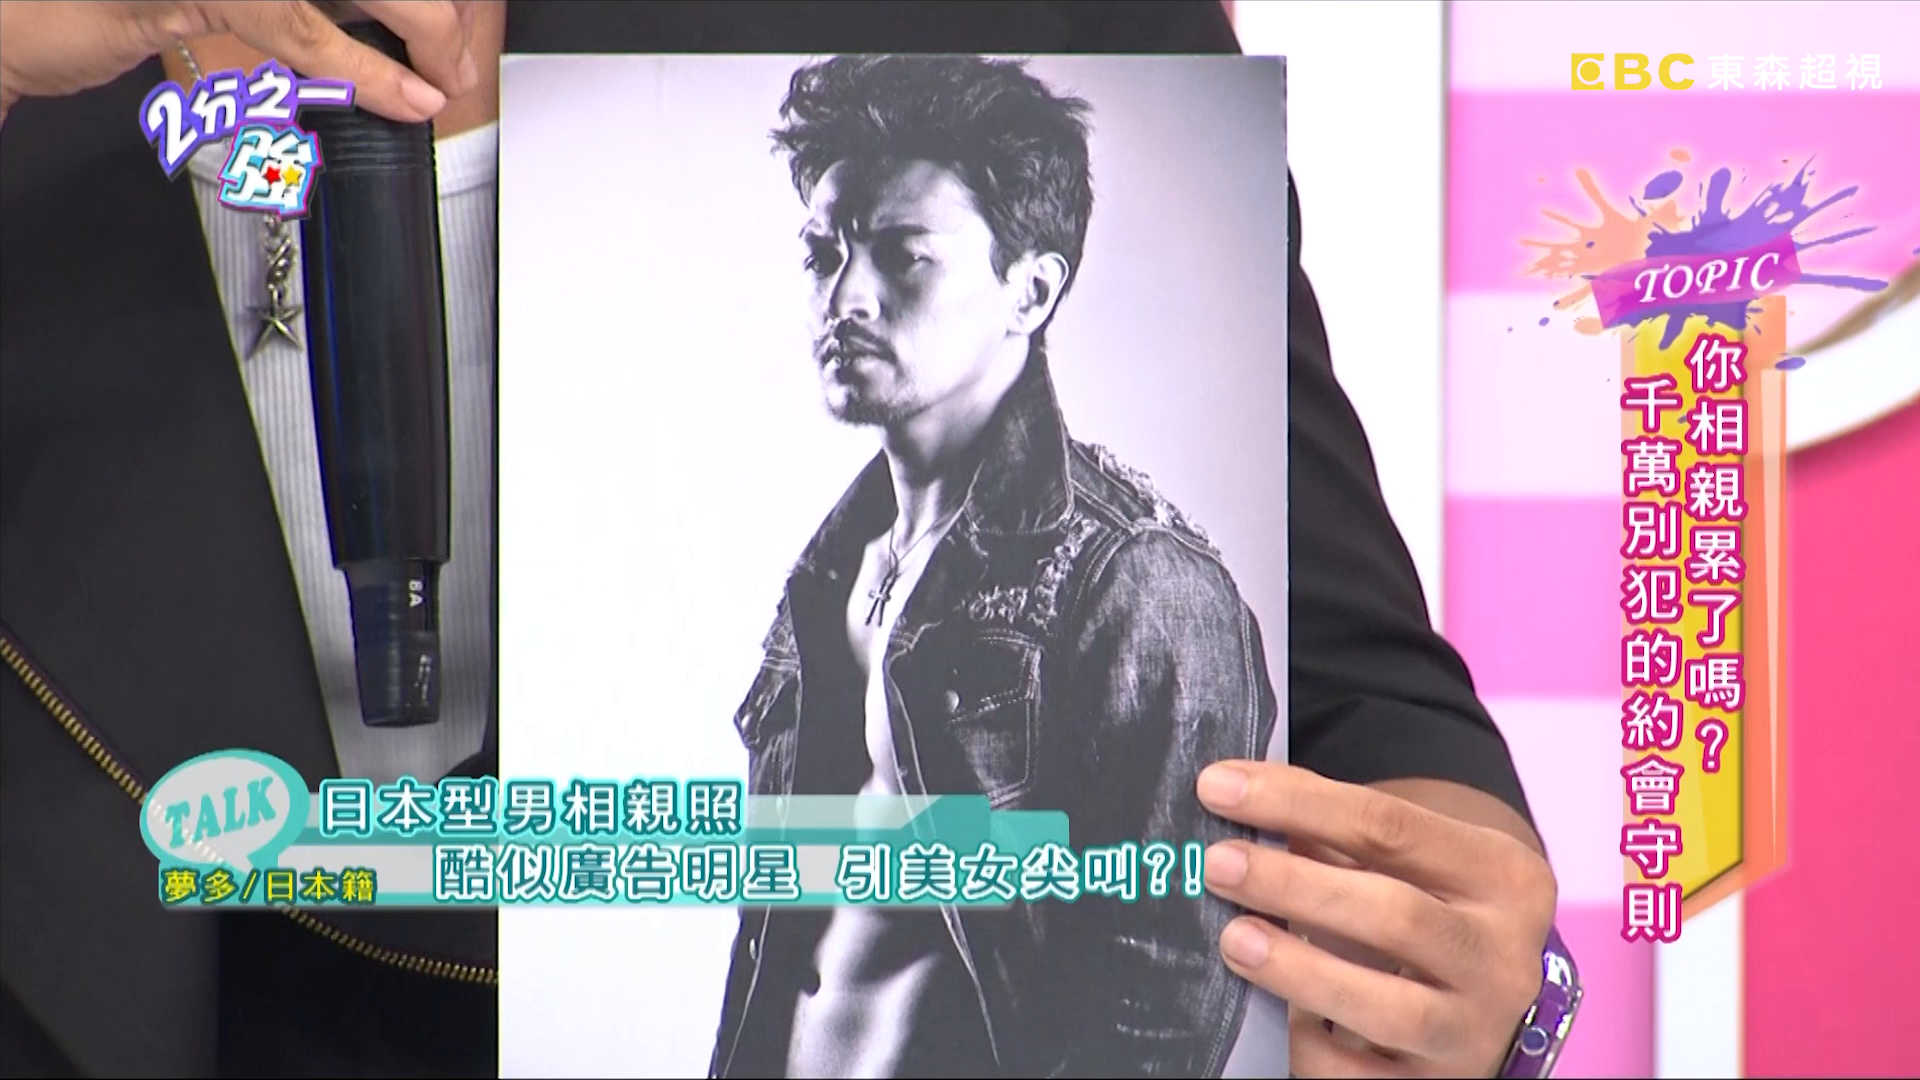 2分之一
強
EBC 東森超視
TOPIC
你相親累了嗎？
千萬別犯的約會守則
8A
TALK
日本型男相親照
夢多/日本籍
酷似廣告明星 引美女尖叫?!